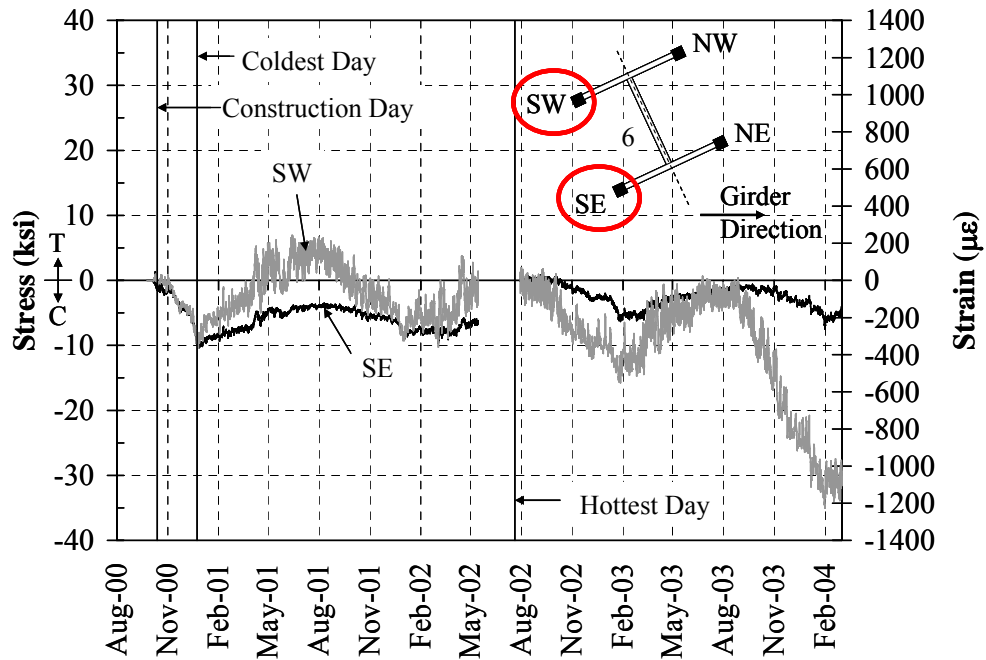 40
30
20
10
0
-10
-20
-30
-40
Stress (ksi)
T
C
1400
1200
1000
800
600
400
200
0
-200
-400
-600
-800
-1000
-1200
-1400
Strain (με)
Coldest Day
Construction Day
SW
SE
NW
SW
6
NE
SE
Girder
Direction
Hottest Day
Aug-00
Nov-00
Feb-01
May-01
Aug-01
Nov-01
Feb-02
May-02
Aug-02
Nov-02
Feb-03
May-03
Aug-03
Nov-03
Feb-04